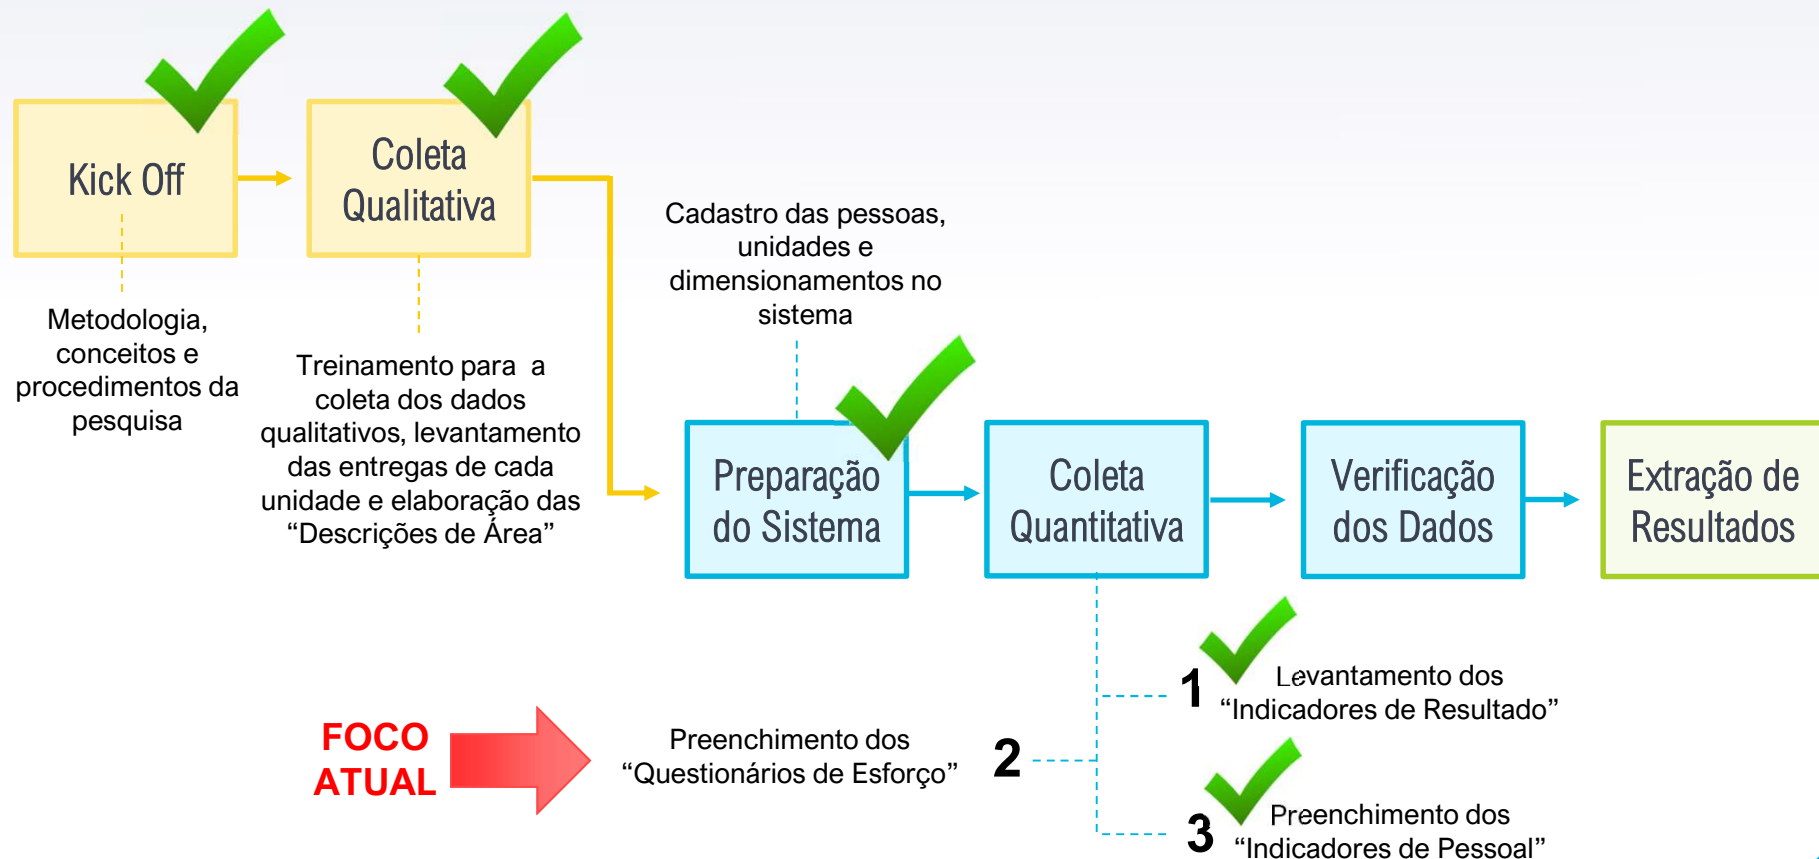 Kick Off
Coleta
Qualitativa
Metodologia,
conceitos e
procedimentos da
pesquisa
Treinamento para a
coleta dos dados
qualitativos, levantamento
das entregas de cada
unidade e elaboração das
“Descrições de Área”
Cadastro das pessoas,
unidades e
dimensionamentos no
sistema
Preparação
do Sistema
Coleta
Quantitativa
Verificação
dos Dados
Extração de
Resultados
1
Levantamento dos
“Indicadores de Resultado”
FOCO
ATUAL
Preenchimento dos
“Questionários de Esforço”
2
3
Preenchimento dos
“Indicadores de Pessoal”